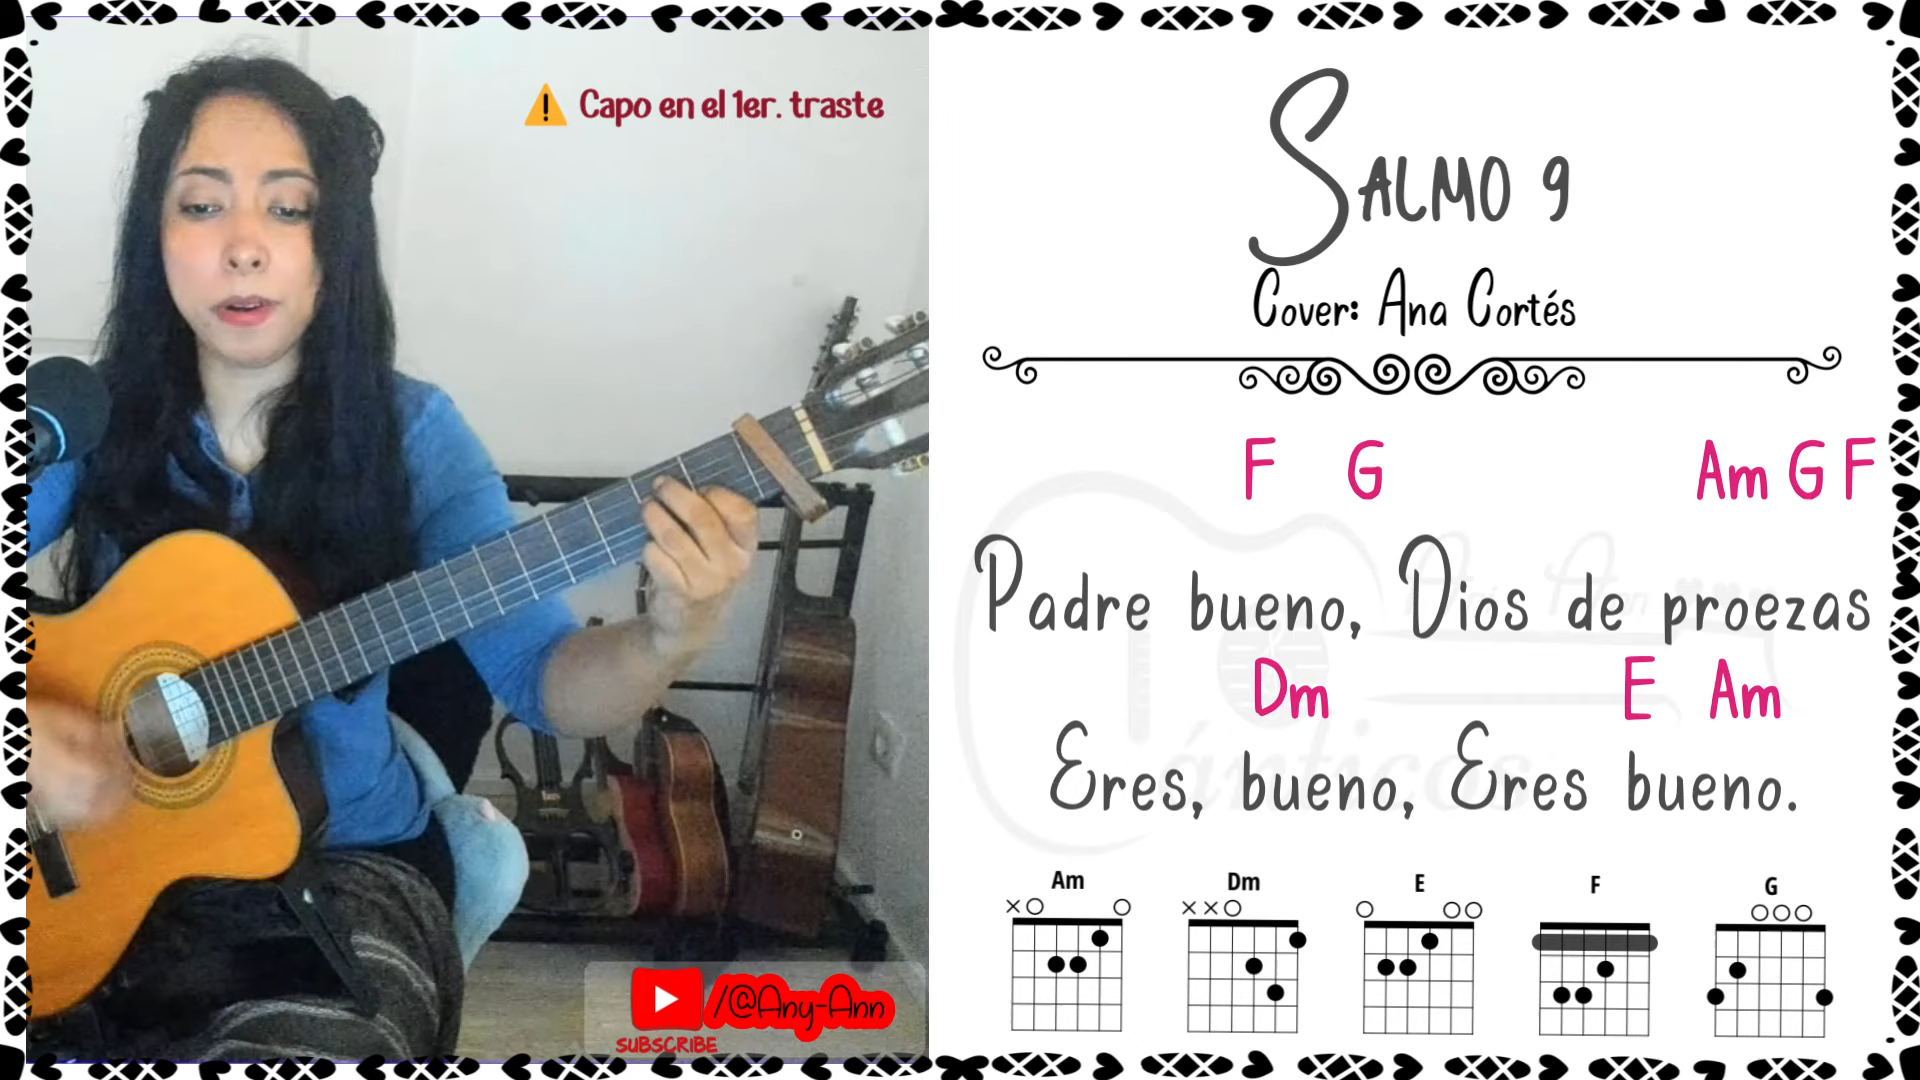 ⚠ Capo en el 1er. traste
SALMO 9
Cover: Ana Cortés
F G Am G F
Padre bueno, Dios de proezas
Dm E Am
Eres, bueno, Eres bueno.
ánticos
Am Dm E F G
/@Any-Ann
SUBSCRIBE